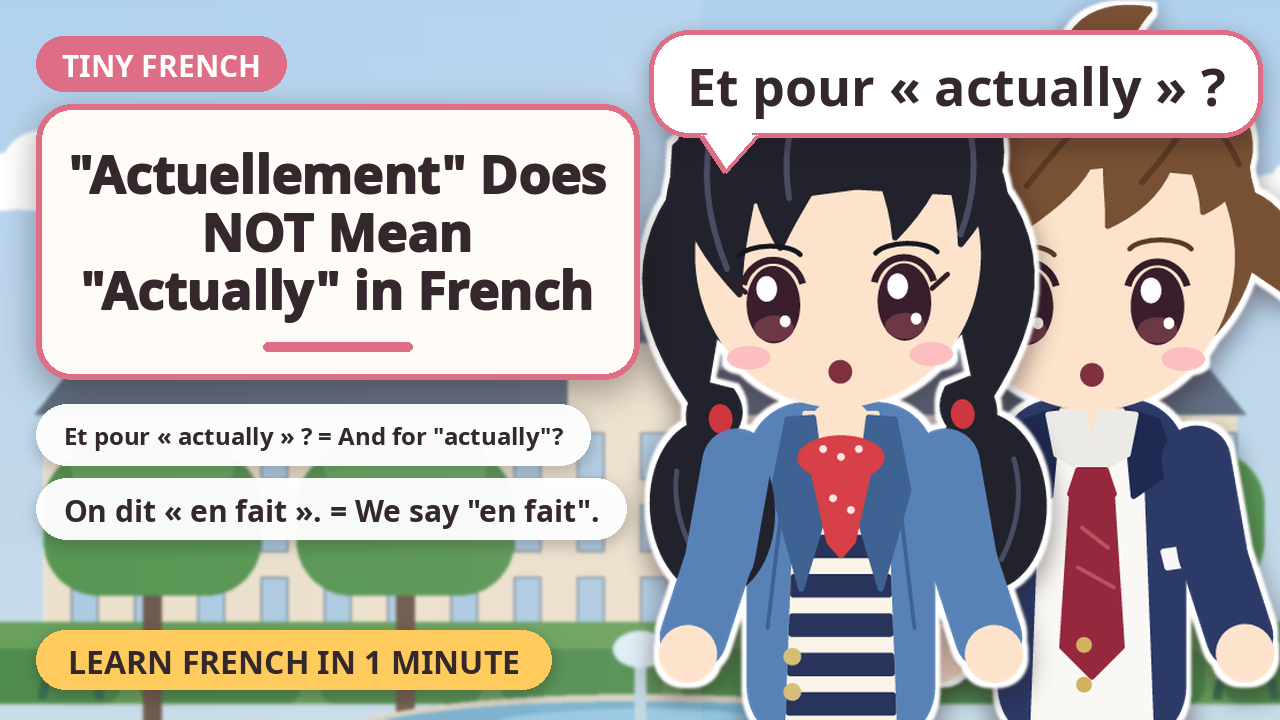 TINY FRENCH
"Actuellement" Does
NOT Mean
"Actually" in French
Et pour « actually » ?
Et pour « actually » ? = And for "actually"?
On dit « en fait ». = We say "en fait".
LEARN FRENCH IN 1 MINUTE